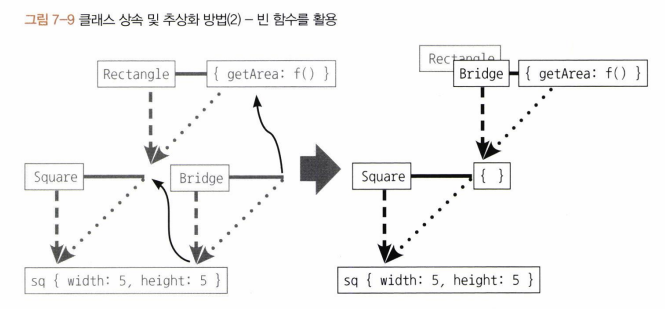 그림 7-9 클래스 상속 및 추상화 방법(2) – 빈 함수를 활용
Rectangle { getArea: f() }
Square Bridge
sq { width: 5, height: 5 }
Rectangle
Bridge { getArea: f() }
Square { }
sq { width: 5, height: 5 }